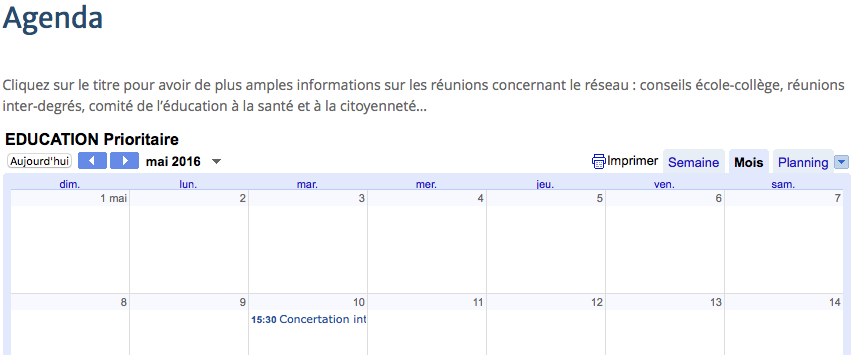 Agenda
Cliquez sur le titre pour avoir de plus amples informations sur les réunions concernant le réseau : conseils école-collège, réunions
inter-degrés, comité de l'éducation à la santé et à la citoyenneté...
EDUCATION Prioritaire
Aujourd'hui mai 2016 Imprimer Semaine Mois Planning
dim. lun. mar. mer. jeu. ven. sam.
1 mai 2 3 4 5 6 7
8 9 10 11 12 13 14
15:30 Concertation int